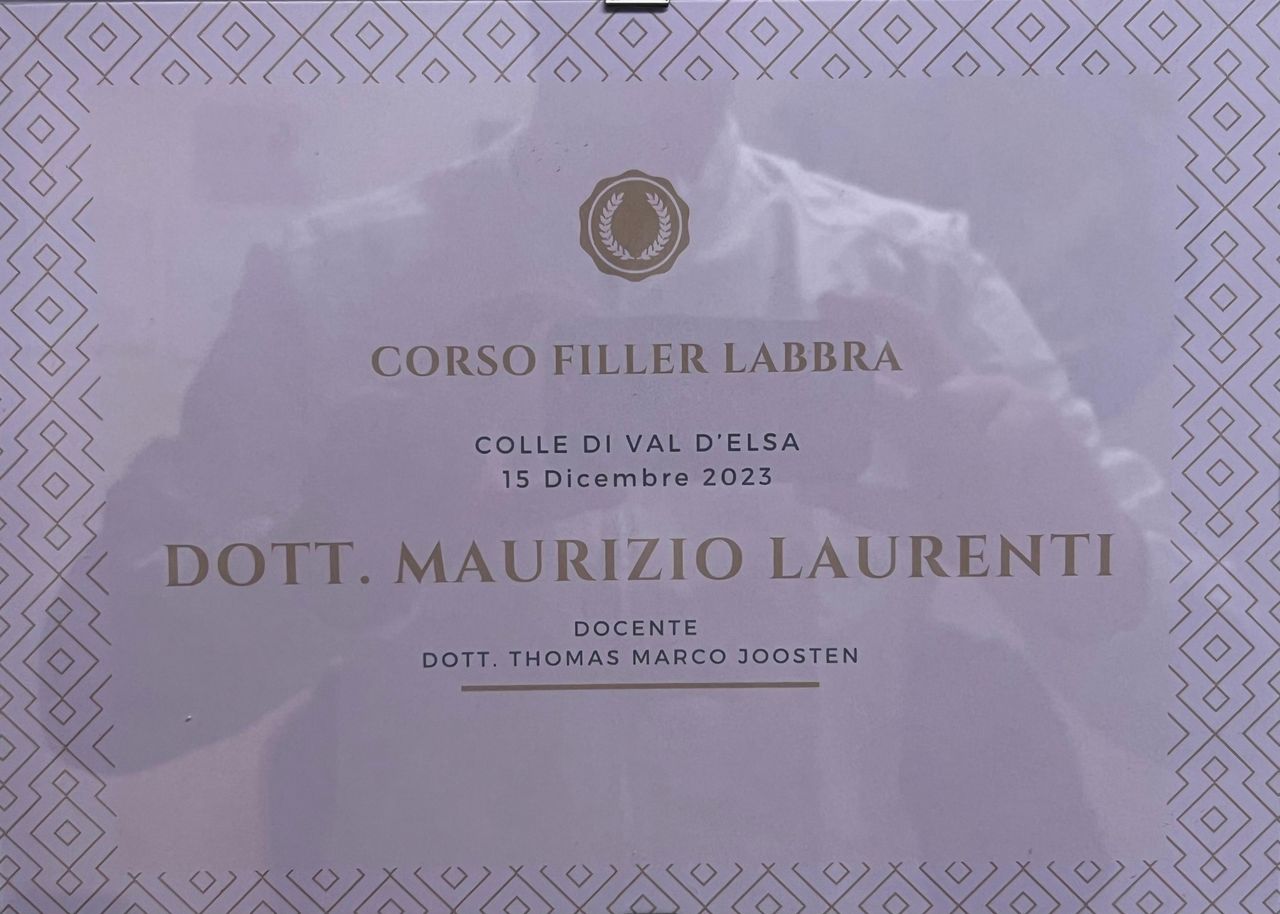 CORSO FILLER LABBRA
COLLE DI VAL D'ELSA
15 Dicembre 2023
DOTT. MAURIZIO LAURENTI
DOCENTE
DOTT. THOMAS MARCO JOOSTEN